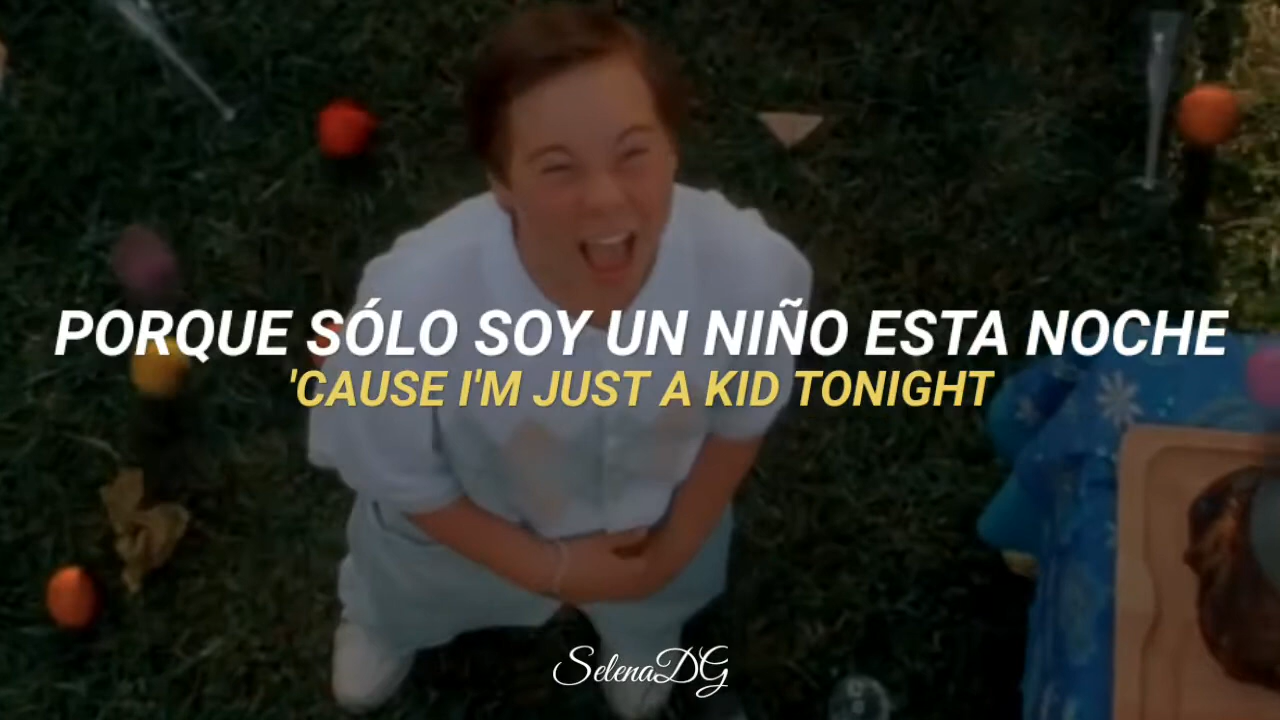 PORQUE SÓLO SOY UN NIÑO ESTA NOCHE
'CAUSE I'M JUST A KID TONIGHT
SelenaDG